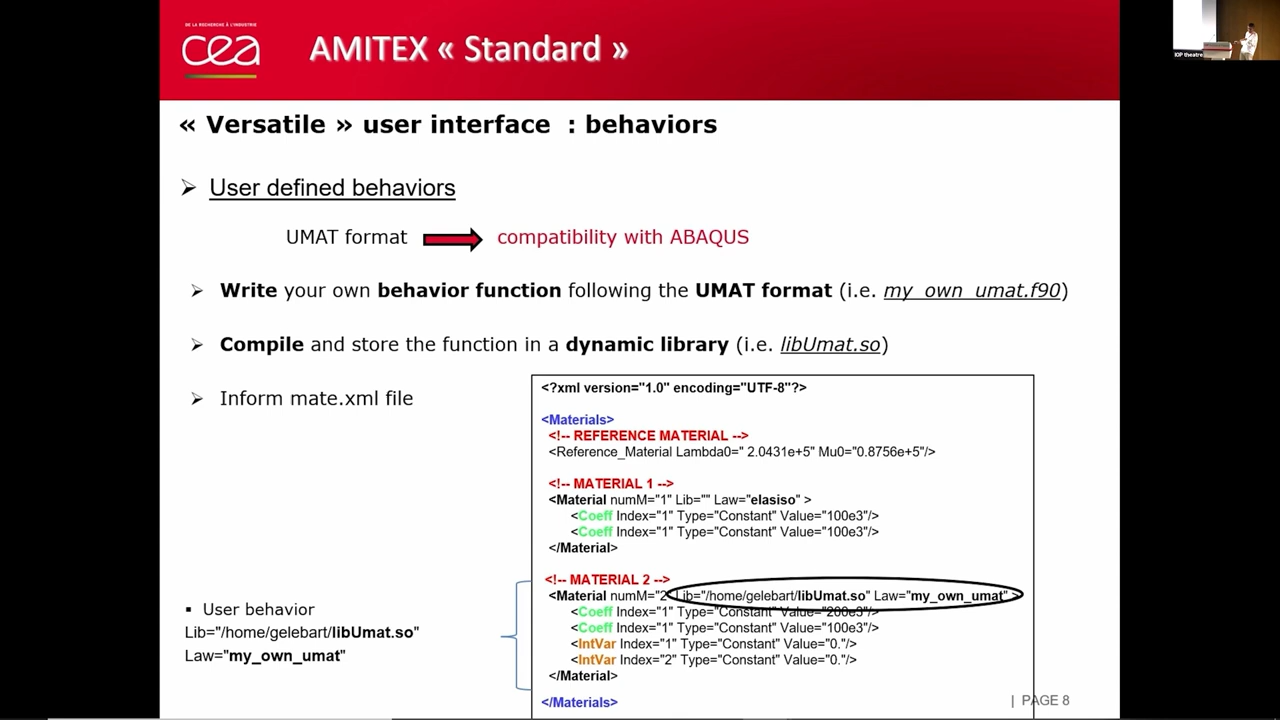 DE LA RECHERCHE À L'INDUSTRIE
cea
AMITEX « Standard »
IOP theatre
« Versatile » user interface : behaviors
User defined behaviors
UMAT format compatibility with ABAQUS
Write your own behavior function following the UMAT format (i.e. my_own_umat.f90)
Compile and store the function in a dynamic library (i.e. libUmat.so)
Inform mate.xml file
<?xml version="1.0" encoding="UTF-8"?>
<Materials>
<!-- REFERENCE MATERIAL -->
<Reference_Material Lambda0=" 2.0431e+5" Mu0="0.8756e+5"/>
<!-- MATERIAL 1 -->
<Material numM="1" Lib="" Law="elasiso" >
<Coeff Index="1" Type="Constant" Value="100e3"/>
<Coeff Index="1" Type="Constant" Value="100e3"/>
</Material>
<!-- MATERIAL 2 -->
<Material numM="2" Lib="/home/gelebart/libUmat.so" Law="my_own_umat" >
<Coeff Index="1" Type="Constant" Value="200e3"/>
<Coeff Index="1" Type="Constant" Value="100e3"/>
<IntVar Index="1" Type="Constant" Value="0."/>
<IntVar Index="2" Type="Constant" Value="0."/>
</Material>
</Materials>
▪ User behavior
Lib="/home/gelebart/libUmat.so"
Law="my_own_umat"
| PAGE 8